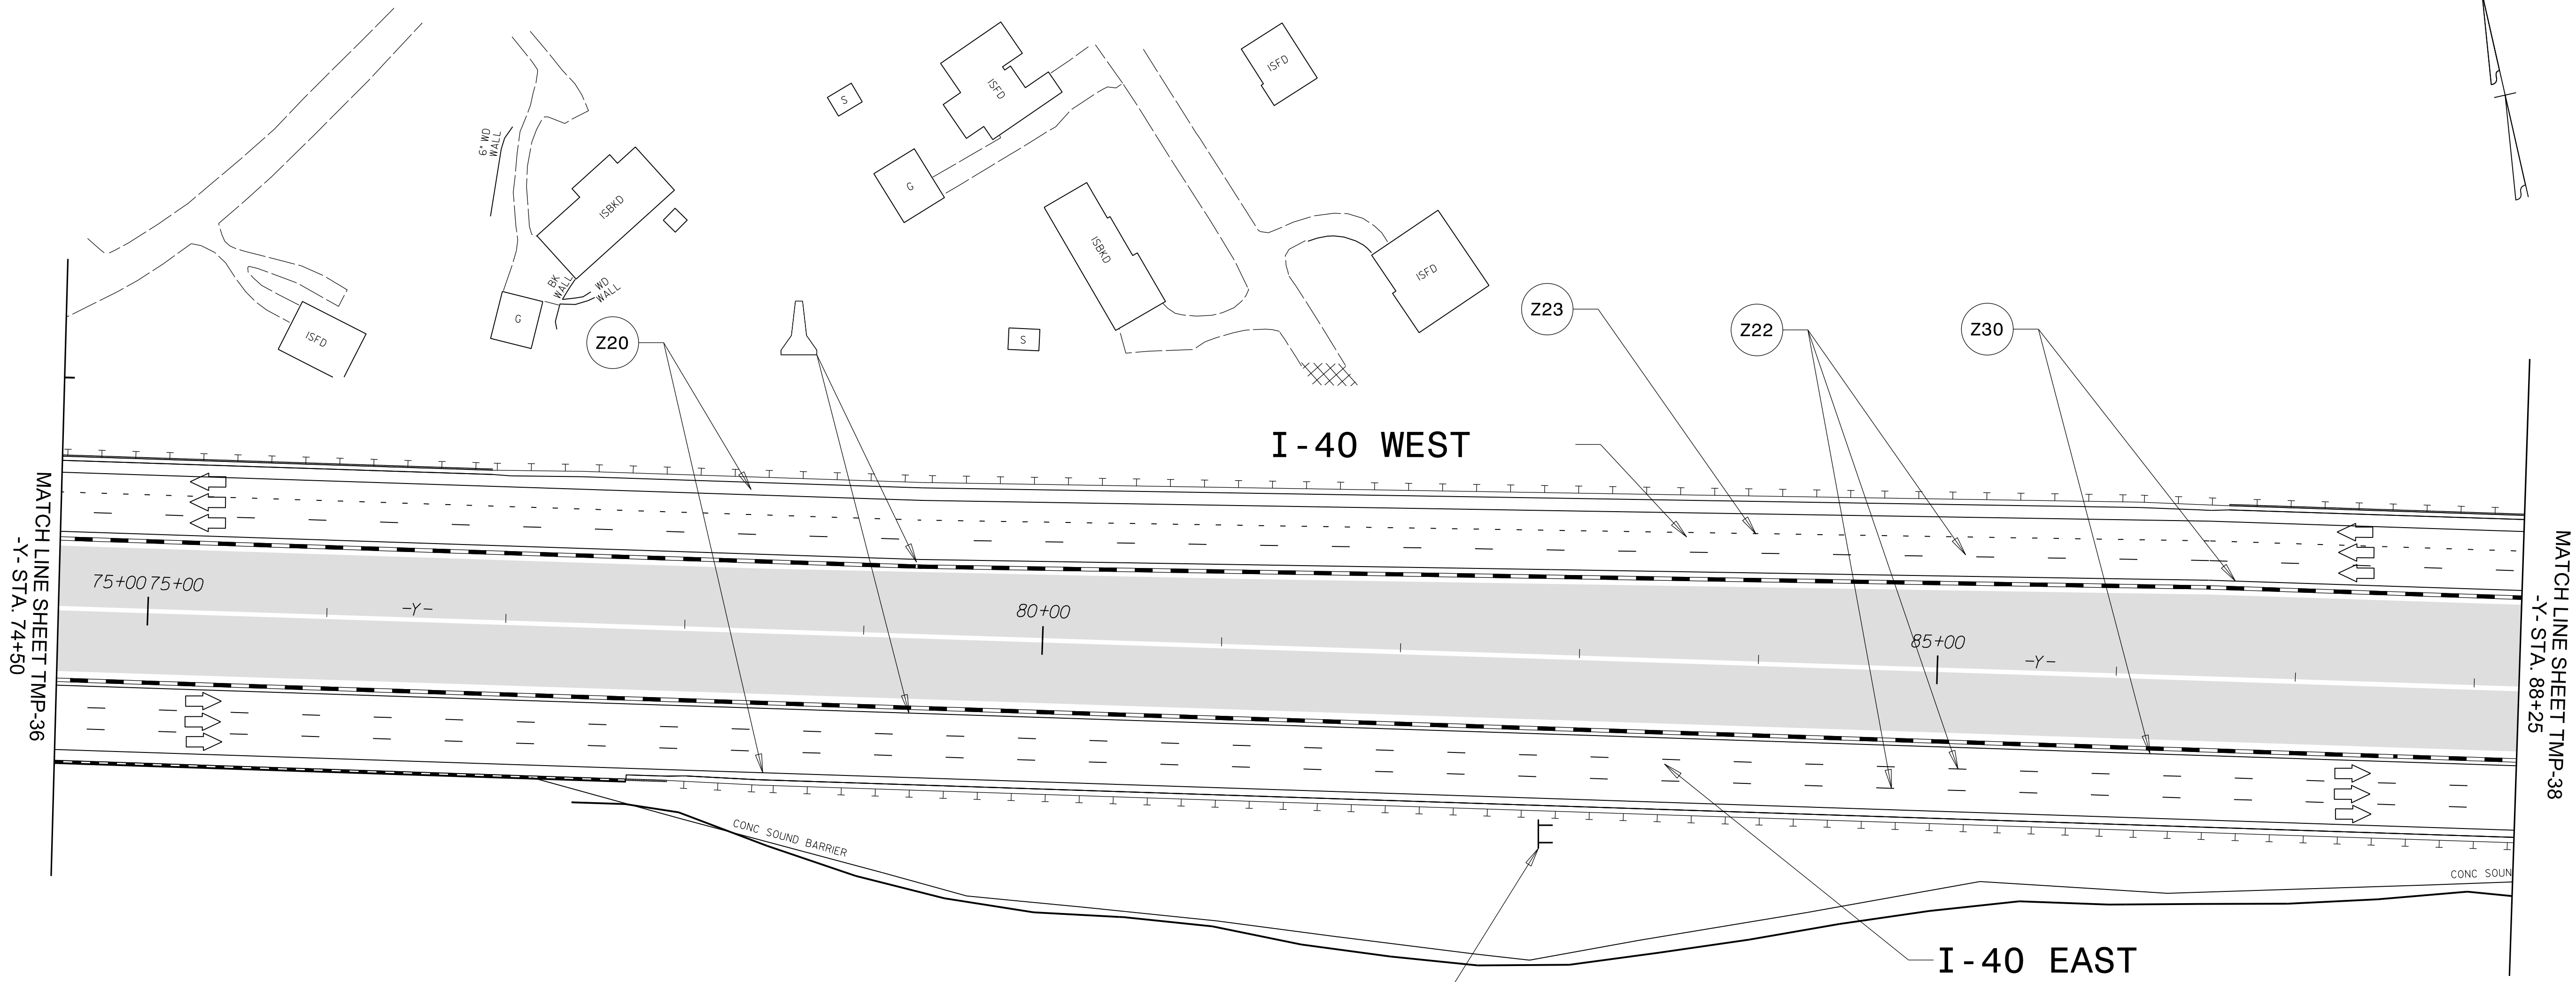 ISFD
S
ISFD
6' WD
WALL
G
ISBKD
ISBKD
ISFD
BK
WALL
WD
WALL
G
ISFD
S
Z20
Z23
Z22
Z30
I-40 WEST
MATCH LINE SHEET TMP-36
-Y- STA. 74+50
75+00 75+00
-Y-
80+00
85+00
-Y-
MATCH LINE SHEET TMP-38
-Y- STA. 88+25
CONC SOUND BARRIER
CONC SOUN
I-40 EAST